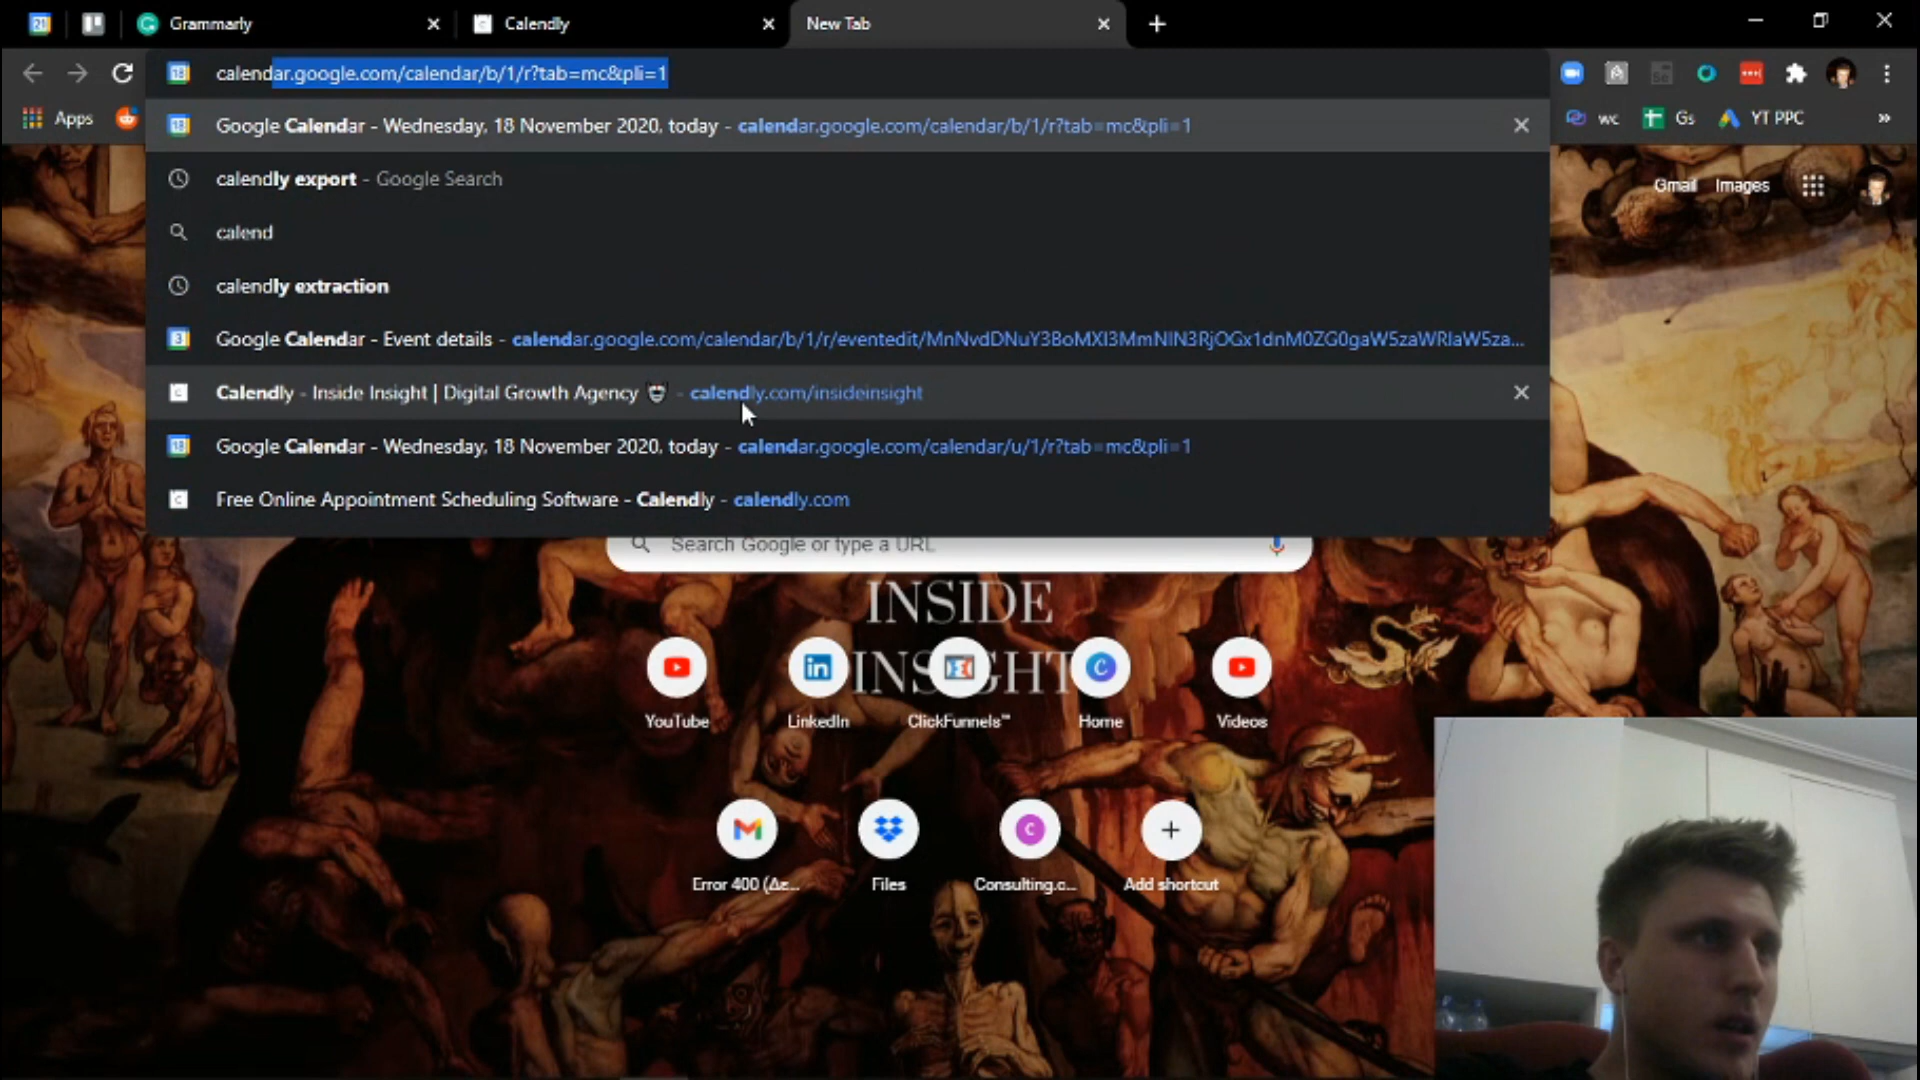 21 Grammarly Calendly New Tab
calendar.google.com/calendar/b/1/r?tab=mc&pli=1
Apps wc Gs YT PPC »
Google Calendar - Wednesday, 18 November 2020, today - calendar.google.com/calendar/b/1/r?tab=mc&pli=1
calendly export - Google Search
Gmail Images
calend
calendly extraction
Google Calendar - Event details - calendar.google.com/calendar/b/1/r/eventedit/
Calendly - Inside Insight | Digital Growth Agency - calendly.com/insideinsight
Google Calendar - Wednesday, 18 November 2020, today - calendar.google.com/calendar/u/1/r?tab=mc&pli=1
Free Online Appointment Scheduling Software - Calendly - calendly.com
Search Google or type a URL
INSIDE
INSIGHT
YouTube LinkedIn ClickFunnels™ Home Videos
Error 400 (Δε... Files Consulting.c... Add shortcut